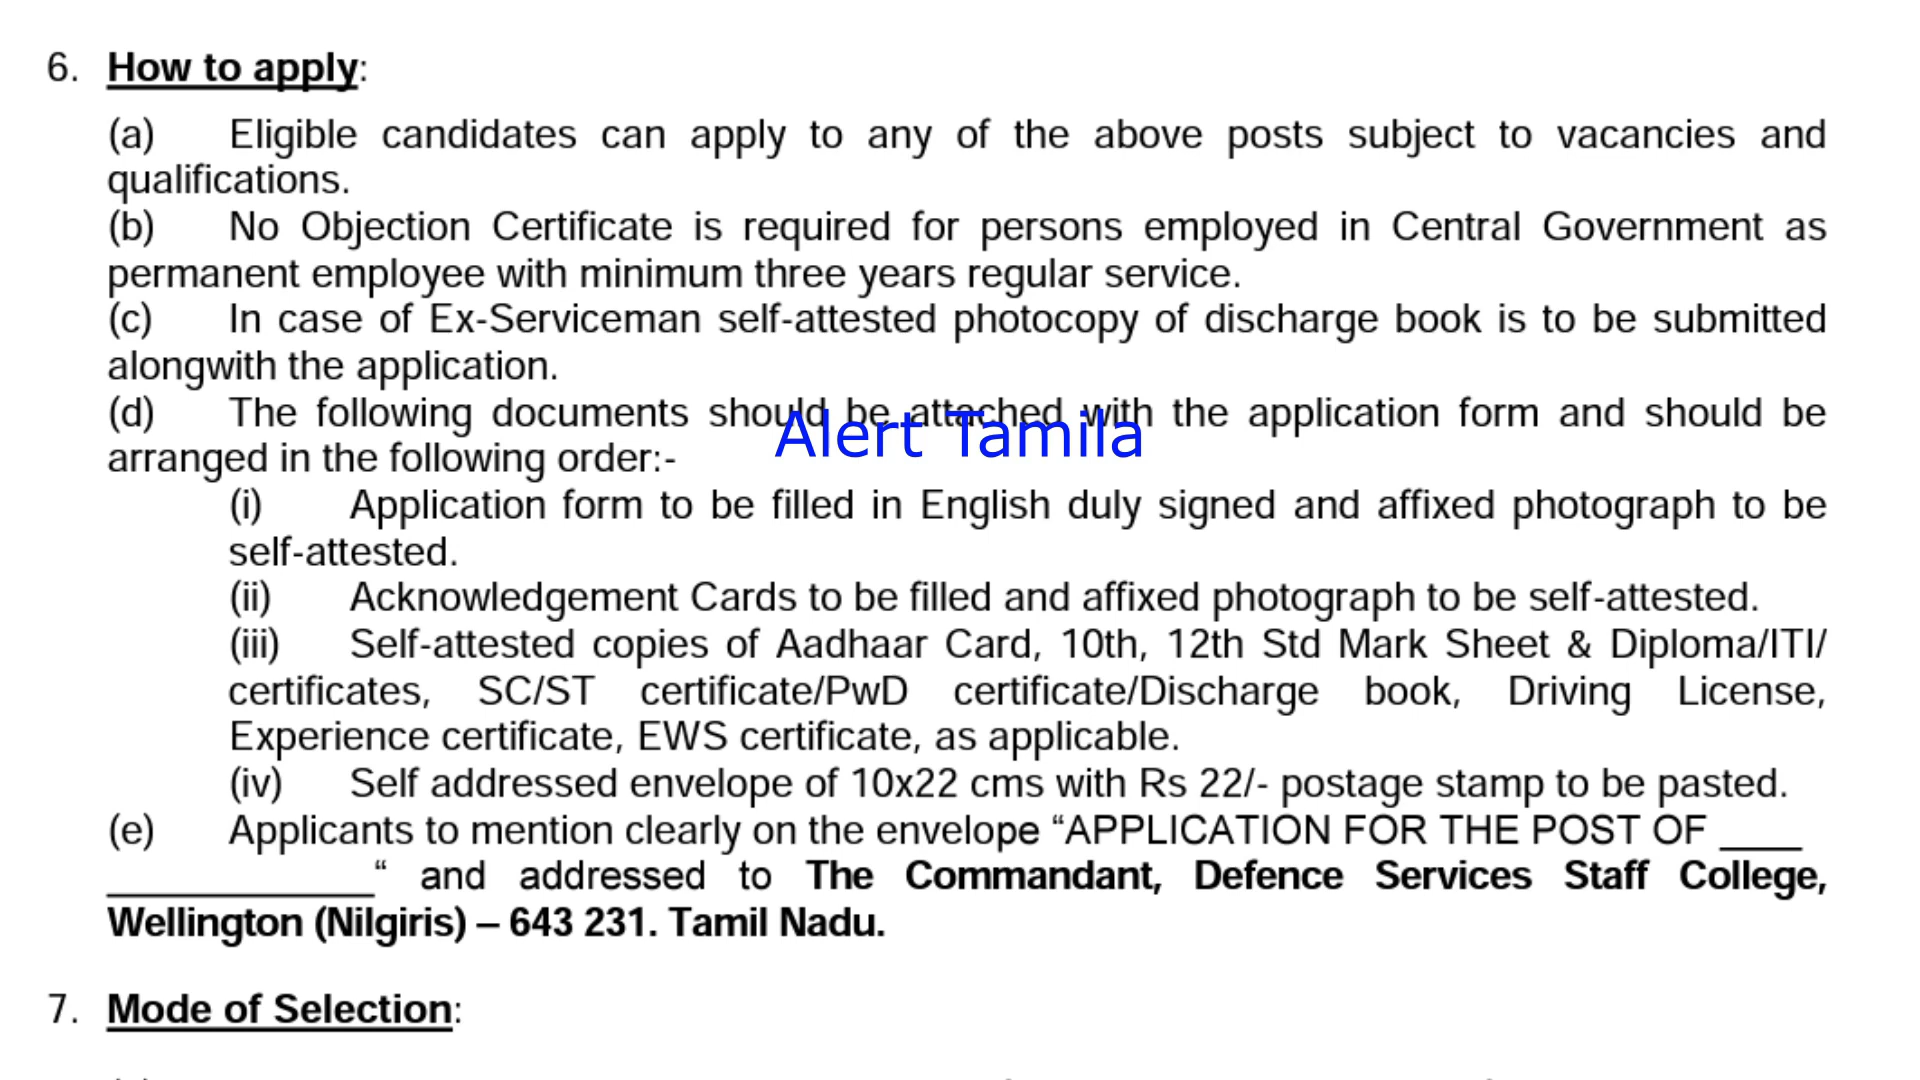 6. How to apply:
(a) Eligible candidates can apply to any of the above posts subject to vacancies and
qualifications.
(b) No Objection Certificate is required for persons employed in Central Government as
permanent employee with minimum three years regular service.
(c) In case of Ex-Serviceman self-attested photocopy of discharge book is to be submitted
alongwith the application.
(d) The following documents should be attached with the application form and should be
Alert Tamila
arranged in the following order:-
(i) Application form to be filled in English duly signed and affixed photograph to be
self-attested.
(ii) Acknowledgement Cards to be filled and affixed photograph to be self-attested.
(iii) Self-attested copies of Aadhaar Card, 10th, 12th Std Mark Sheet & Diploma/ITI/
certificates, SC/ST certificate/PwD certificate/Discharge book, Driving License,
Experience certificate, EWS certificate, as applicable.
(iv) Self addressed envelope of 10x22 cms with Rs 22/- postage stamp to be pasted.
(e) Applicants to mention clearly on the envelope “APPLICATION FOR THE POST OF ____
_____________“ and addressed to The Commandant, Defence Services Staff College,
Wellington (Nilgiris) – 643 231. Tamil Nadu.
7. Mode of Selection: